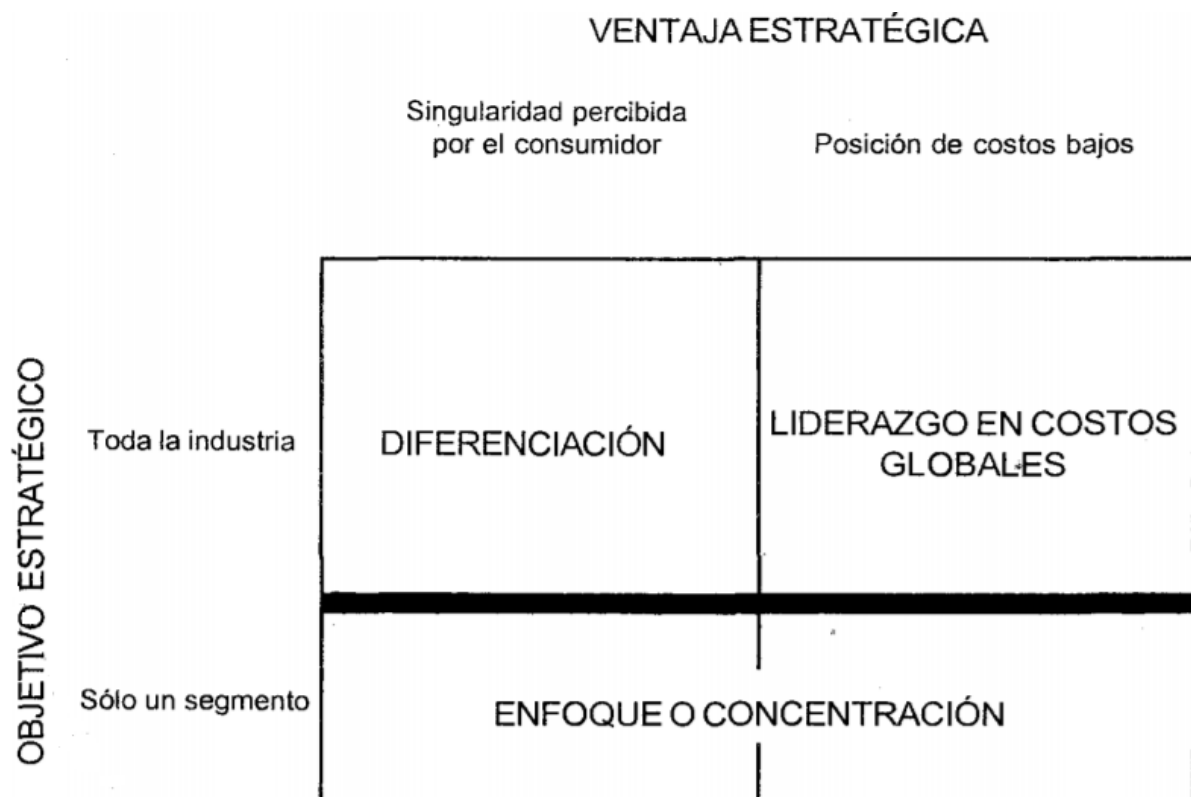 VENTAJA ESTRATÉGICA
Singularidad percibida
por el consumidor
Posición de costos bajos
OBJETIVO ESTRATÉGICO
Toda la industria
DIFERENCIACIÓN
LIDERAZGO EN COSTOS
GLOBALES
Sólo un segmento
ENFOQUE O CONCENTRACIÓN